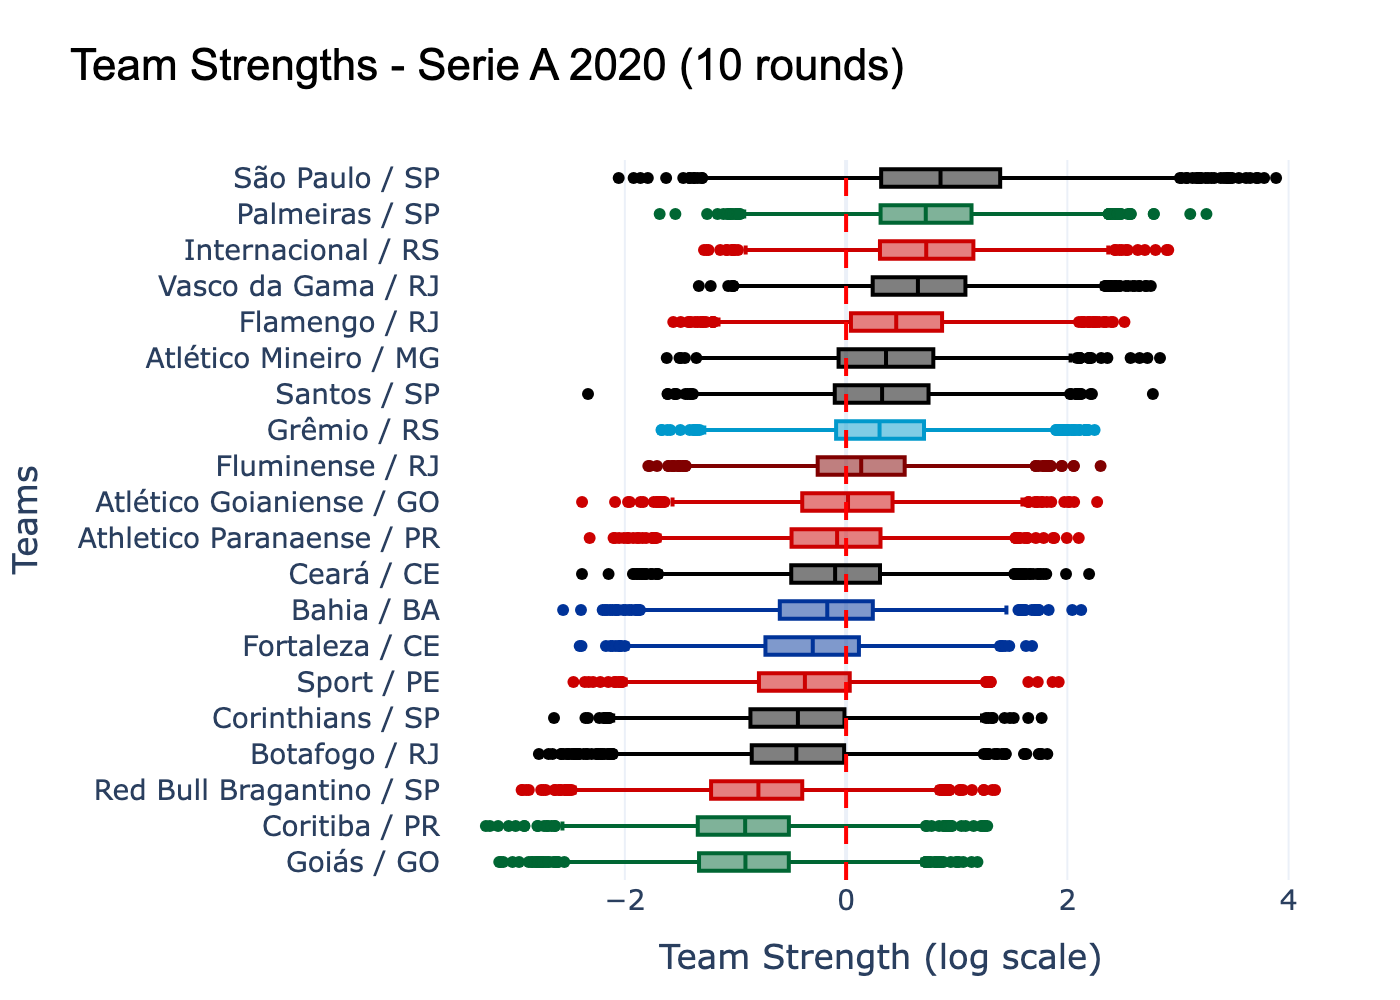 Team Strengths - Serie A 2020 (10 rounds)
São Paulo / SP
Palmeiras / SP
Internacional / RS
Vasco da Gama / RJ
Flamengo / RJ
Atlético Mineiro / MG
Santos / SP
Grêmio / RS
Fluminense / RJ
Atlético Goianiense / GO
Athletico Paranaense / PR
Ceará / CE
Bahia / BA
Fortaleza / CE
Sport / PE
Corinthians / SP
Botafogo / RJ
Red Bull Bragantino / SP
Coritiba / PR
Goiás / GO
Teams
−2 0 2 4
Team Strength (log scale)